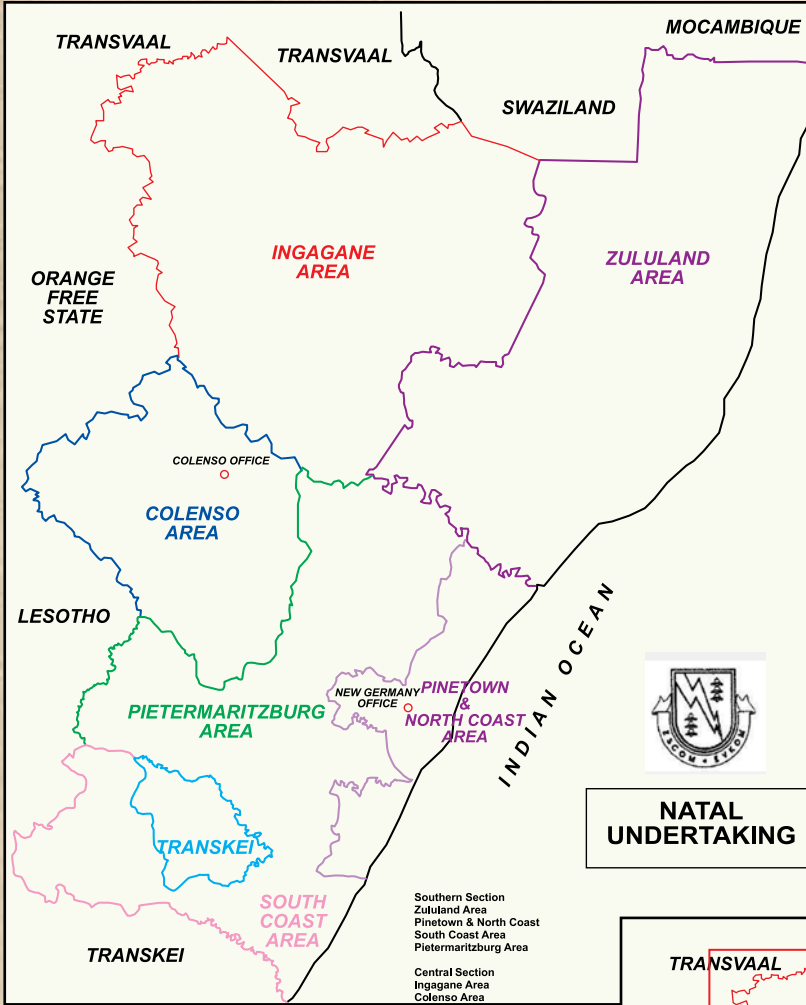 TRANSVAAL
TRANSVAAL
MOCAMBIQUE
SWAZILAND
INGAGANE
AREA
ZULULAND
AREA
ORANGE
FREE
STATE
COLENSO OFFICE
COLENSO
AREA
LESOTHO
INDIAN OCEAN
NEW GERMANY
OFFICE
PINETOWN
&
NORTH COAST
AREA
PIETERMARITZBURG
AREA
ESCOM • EVKOM
NATAL
UNDERTAKING
TRANSKEI
SOUTH
COAST
AREA
TRANSKEI
Southern Section
Zululand Area
Pinetown & North Coast
South Coast Area
Pietermaritzburg Area
Central Section
Ingagane Area
Colenso Area
TRANSVAAL